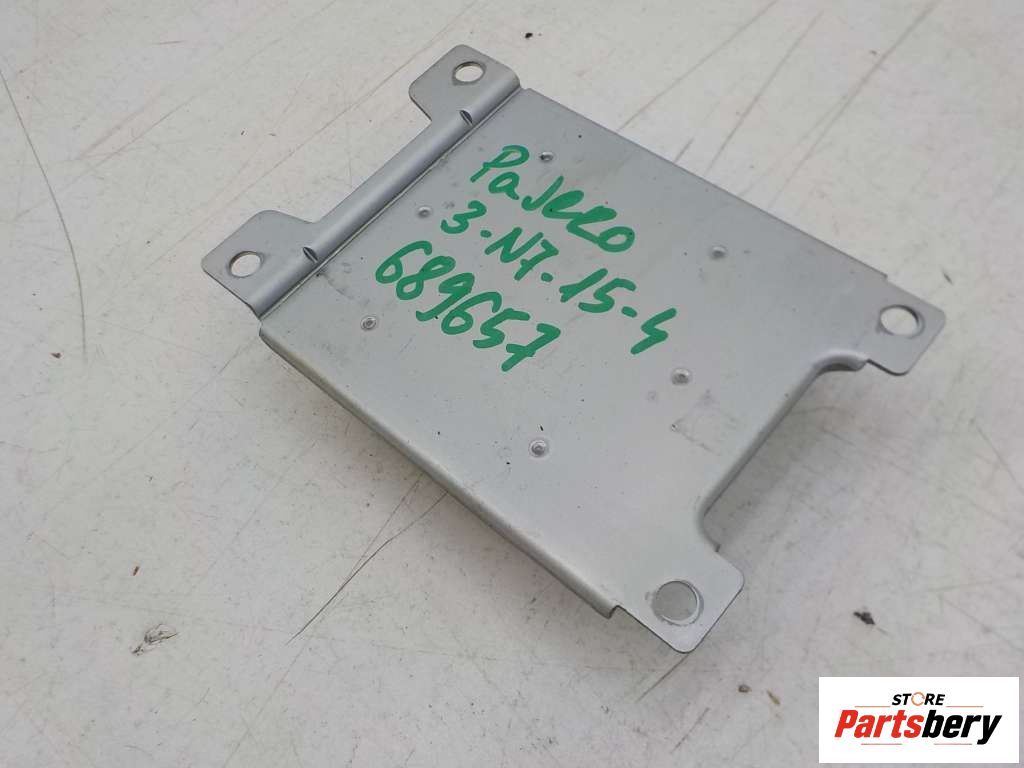 Pajero
3-N7-15-4
689657
STORE
Partsbery